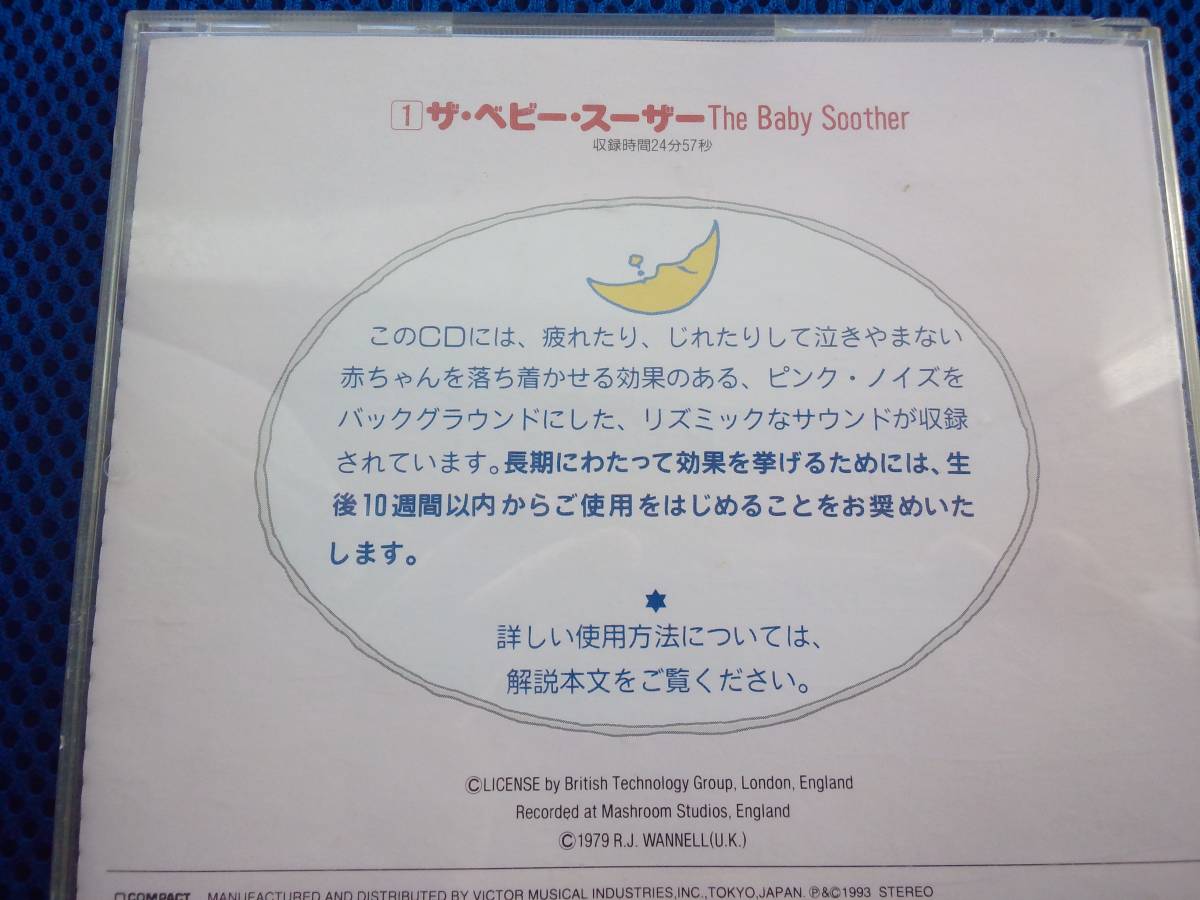 1 ザ・ベビー・スーザー The Baby Soother
収録時間24分57秒
このCDには、疲れたり、じれたりして泣きやまない
赤ちゃんを落ち着かせる効果のある、ピンク・ノイズを
バックグラウンドにした、リズミックなサウンドが収録
されています。長期にわたって効果を挙げるためには、生
後10週間以内からご使用をはじめることをお奨めいた
します。
詳しい使用方法については、
解説本文をご覧ください。
©LICENSE by British Technology Group, London, England
Recorded at Mashroom Studios, England
©1979 R.J. WANNELL(U.K.)
COMPACT MANUFACTURED AND DISTRIBUTED BY VICTOR MUSICAL INDUSTRIES,INC.,TOKYO,JAPAN. ℗&©1993 STEREO